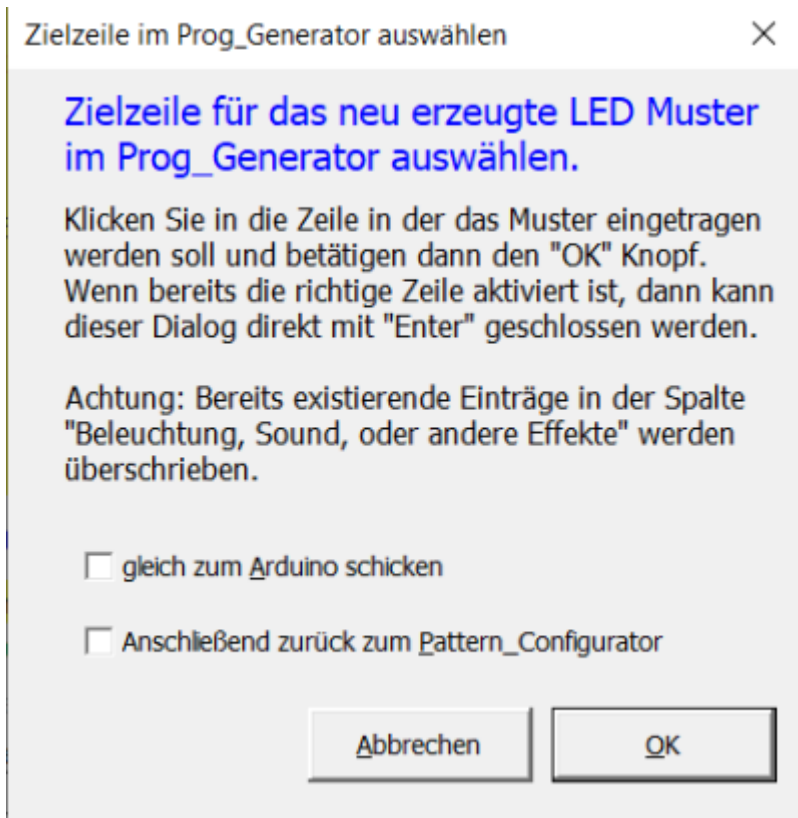 Zielzeile im Prog_Generator auswählen
Zielzeile für das neu erzeugte LED Muster
im Prog_Generator auswählen.
Klicken Sie in die Zeile in der das Muster eingetragen
werden soll und betätigen dann den "OK" Knopf.
Wenn bereits die richtige Zeile aktiviert ist, dann kann
dieser Dialog direkt mit "Enter" geschlossen werden.
Achtung: Bereits existierende Einträge in der Spalte
"Beleuchtung, Sound, oder andere Effekte" werden
überschrieben.
gleich zum Arduino schicken
Anschließend zurück zum Pattern_Configurator
Abbrechen OK